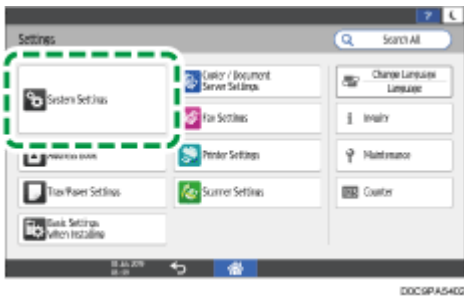 ?
Settings
Search All
System Settings
Copier / Document
Server Settings
Change Language
Language
Fax Settings
i Inquiry
Address Book
Printer Settings
Maintenance
Tray/Paper Settings
Scanner Settings
Counter
Basic Settings
When Installing
D0C9PA5402